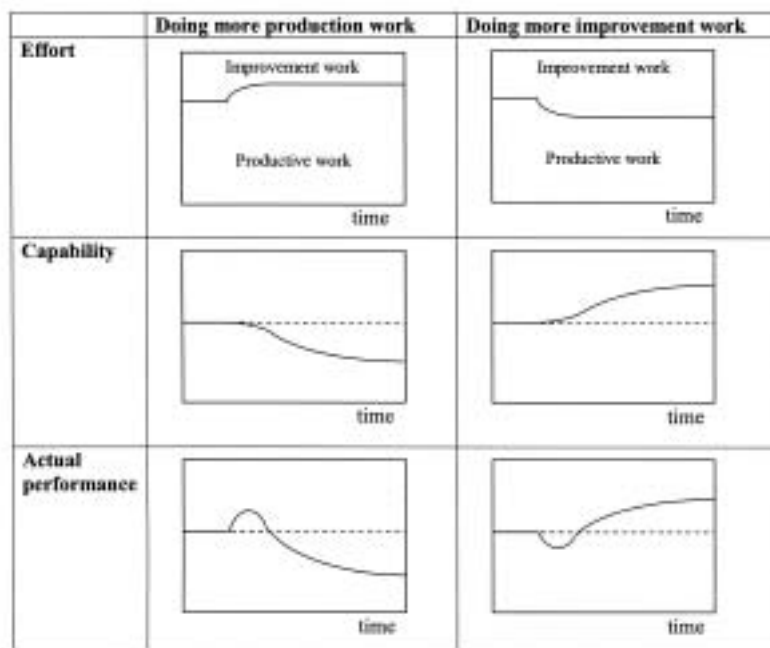 Doing more production work
Doing more improvement work
Effort
Improvement work
Productive work
time
Improvement work
Productive work
time
Capability
time
time
Actual
performance
time
time